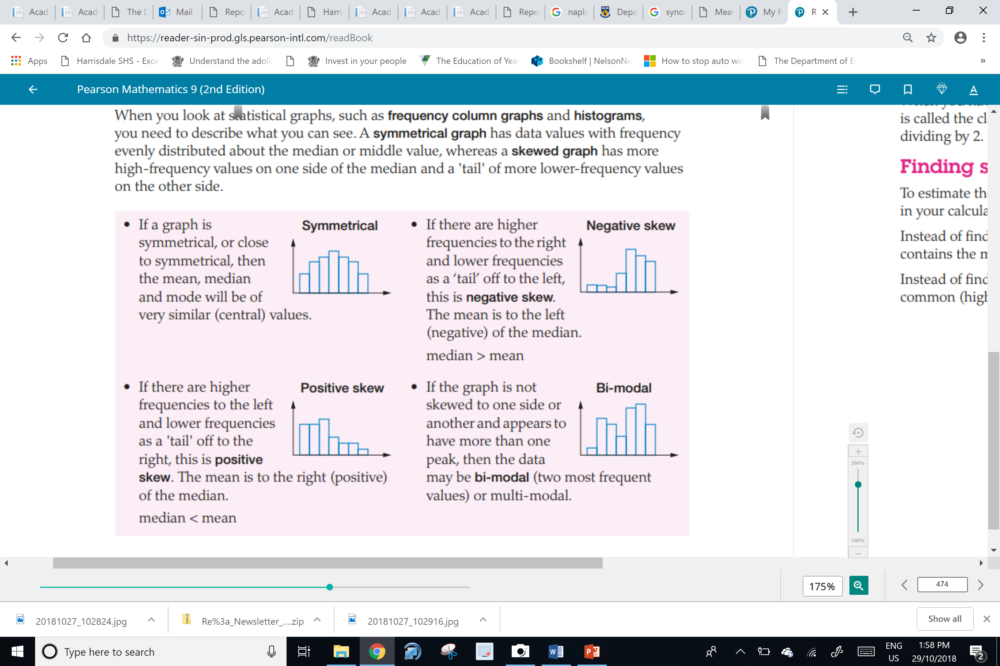 Acad
Acad
The D
Mail
Repo
Acad
Harri
Acad
Acad
Acad
Repo
napla
Depa
synor
Mear
My P
R
https://reader-sin-prod.gls.pearson-intl.com/readBook
Apps
Harrisdale SHS - Exce
Understand the adole
Invest in your people
The Education of Yea
Bookshelf | NelsonNe
How to stop auto win
The Department of Ec
»
Pearson Mathematics 9 (2nd Edition)
When you look at statistical graphs, such as frequency column graphs and histograms,
you need to describe what you can see. A symmetrical graph has data values with frequency
evenly distributed about the median or middle value, whereas a skewed graph has more
high-frequency values on one side of the median and a 'tail' of more lower-frequency values
on the other side.
• If a graph is
symmetrical, or close
to symmetrical, then
the mean, median
and mode will be of
very similar (central) values.
Symmetrical
• If there are higher
frequencies to the right
and lower frequencies
as a ‘tail’ off to the left,
this is negative skew.
The mean is to the left
(negative) of the median.
median > mean
Negative skew
• If there are higher
frequencies to the left
and lower frequencies
as a 'tail' off to the
right, this is positive
skew. The mean is to the right (positive)
of the median.
median < mean
Positive skew
• If the graph is not
skewed to one side or
another and appears to
have more than one
peak, then the data
may be bi-modal (two most frequent
values) or multi-modal.
Bi-modal
is called the cl
dividing by 2.
Finding s
To estimate th
in your calcula
Instead of find
contains the m
Instead of find
common (high
200%
100%
175%
474
20181027_102824.jpg
Re%3a_Newsletter_....zip
20181027_102916.jpg
Show all
Type here to search
ENG
US
1:58 PM
29/10/2018
2